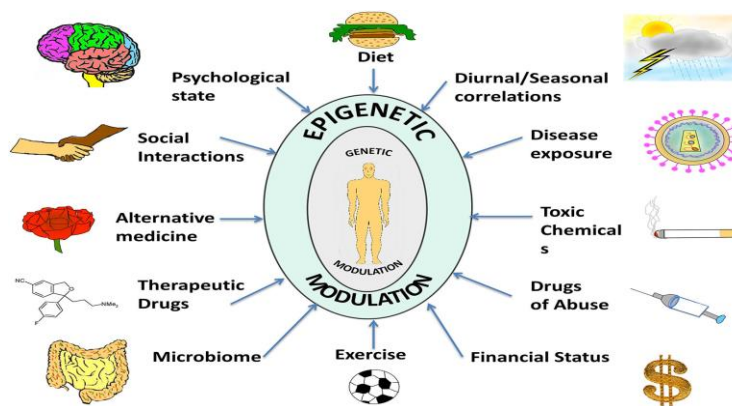 Diet
Psychological
state
Diurnal/Seasonal
correlations
EPIGENETIC
Social
Interactions
Disease
exposure
GENETIC
Alternative
medicine
Toxic
Chemical
s
MODULATION
MODULATION
Therapeutic
Drugs
Drugs
of Abuse
NC
O
NMe₂
F
Microbiome
Exercise
Financial Status
$